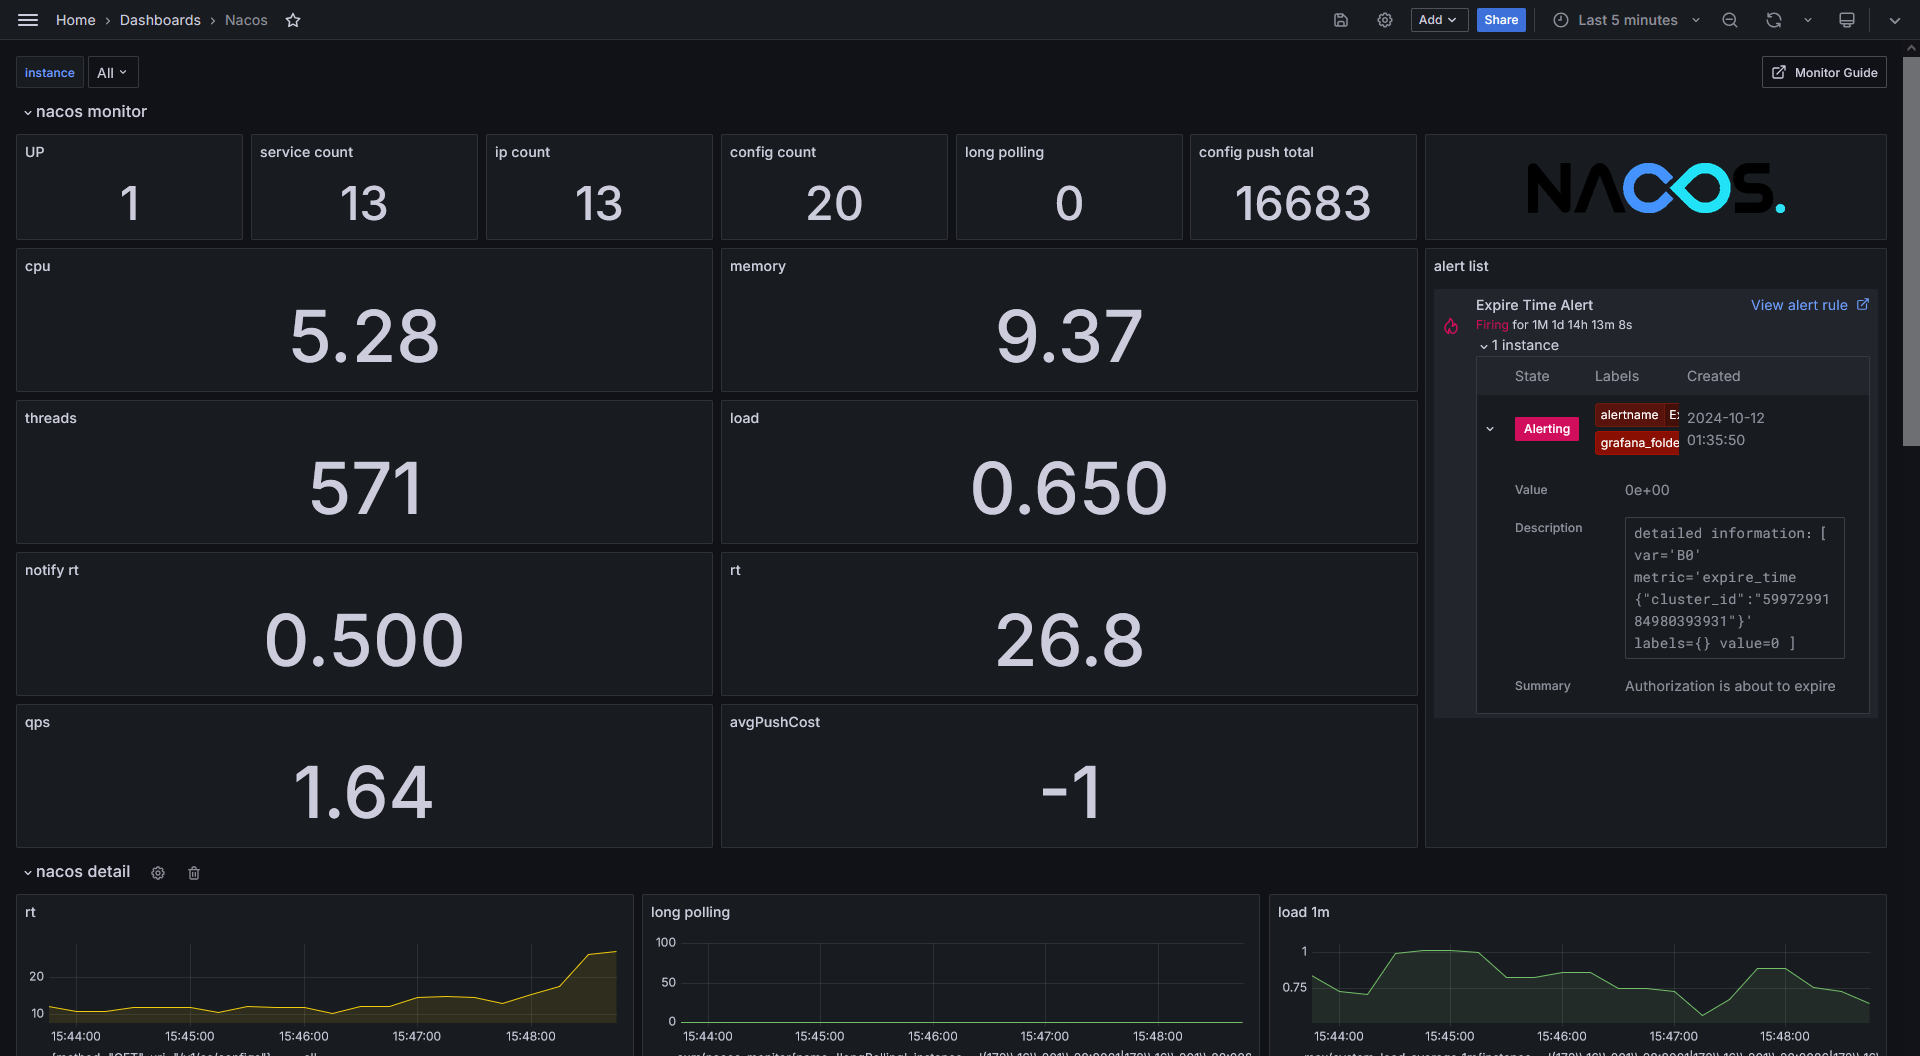 Home › Dashboards › Nacos
Add
Share
Last 5 minutes
instance
All
Monitor Guide
nacos monitor
UP
1
service count
13
ip count
13
config count
20
long polling
0
config push total
16683
NACOS.
cpu
5.28
memory
9.37
alert list
Expire Time Alert
View alert rule
Firing for 1M 1d 14h 13m 8s
1 instance
State Labels Created
Alerting
alertname
grafana_folde
2024-10-12
01:35:50
Value 0e+00
Description
detailed information: [
var='B0'
metric='expire_time
{"cluster_id":"59972991
84980393931"}'
labels={} value=0 ]
Summary Authorization is about to expire
threads
571
load
0.650
notify rt
0.500
rt
26.8
qps
1.64
avgPushCost
-1
nacos detail
rt
20
10
15:44:00 15:45:00 15:46:00 15:47:00 15:48:00
long polling
100
50
0
15:44:00 15:45:00 15:46:00 15:47:00 15:48:00
load 1m
1
0.75
15:44:00 15:45:00 15:46:00 15:47:00 15:48:00